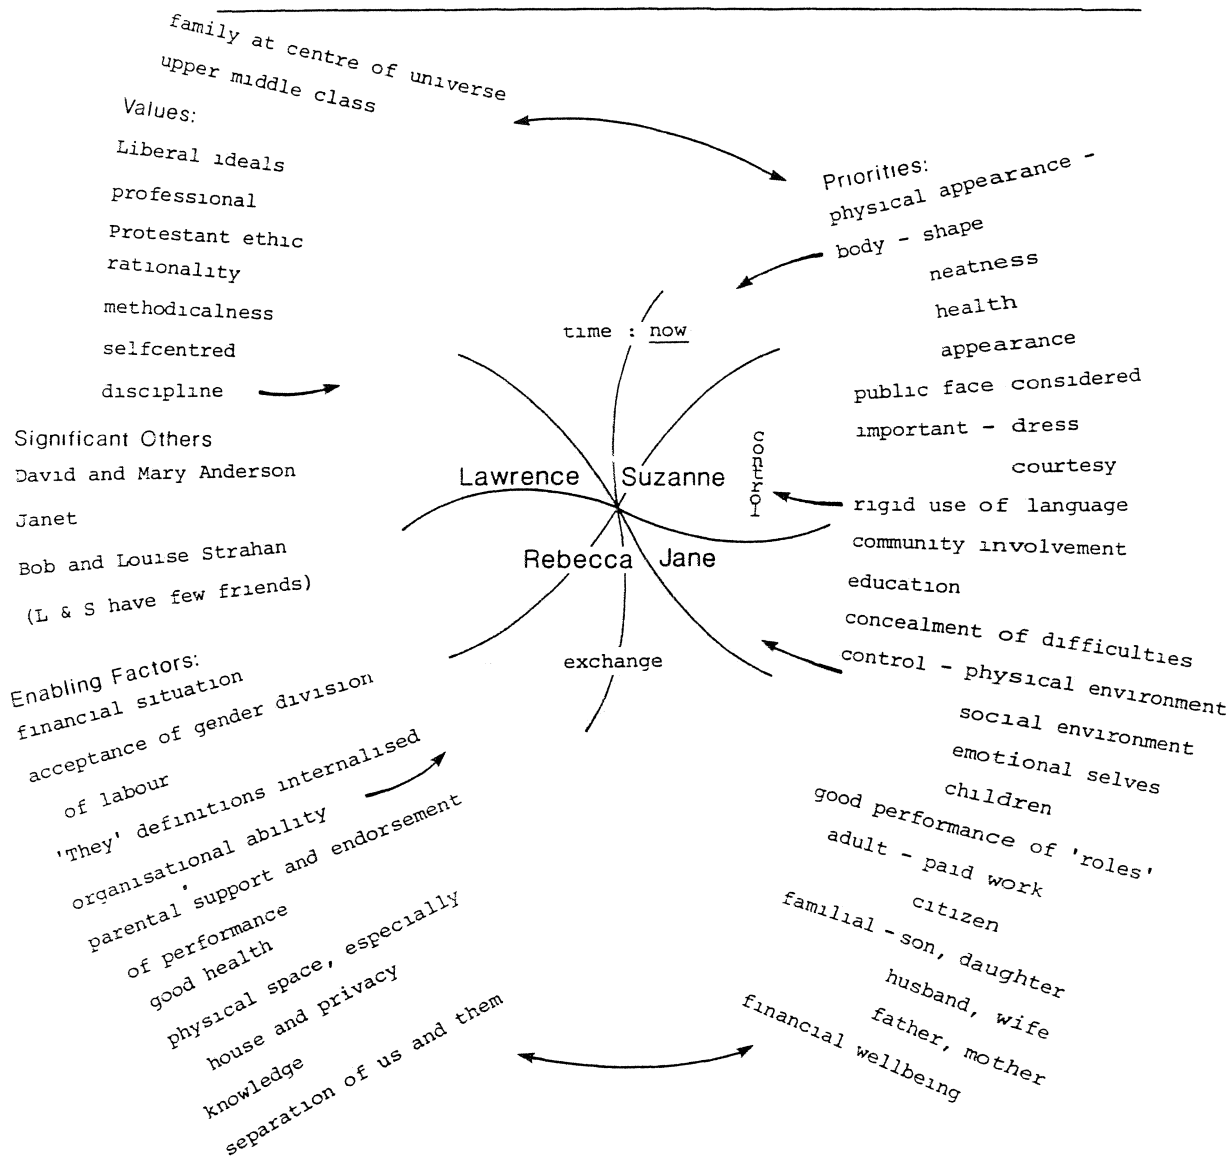 family at centre of universe
upper middle class
Values:
Liberal ideals
professional
Protestant ethic
rationality
methodicalness
selfcentred
discipline
Significant Others
David and Mary Anderson
Janet
Bob and Louise Strahan
(L & S have few friends)
Enabling Factors:
financial situation
acceptance of gender division
of labour
'They' definitions internalised
organisational ability
parental support and endorsement
of performance
good health
physical space, especially
house and privacy
knowledge
separation of us and them
time : now
Lawrence
Suzanne
control
Rebecca
Jane
exchange
Priorities:
physical appearance -
body - shape
neatness
health
appearance
public face considered
important - dress
courtesy
rigid use of language
community involvement
education
concealment of difficulties
control - physical environment
social environment
emotional selves
children
good performance of 'roles'
adult - paid work
citizen
familial - son, daughter
husband, wife
father, mother
financial wellbeing